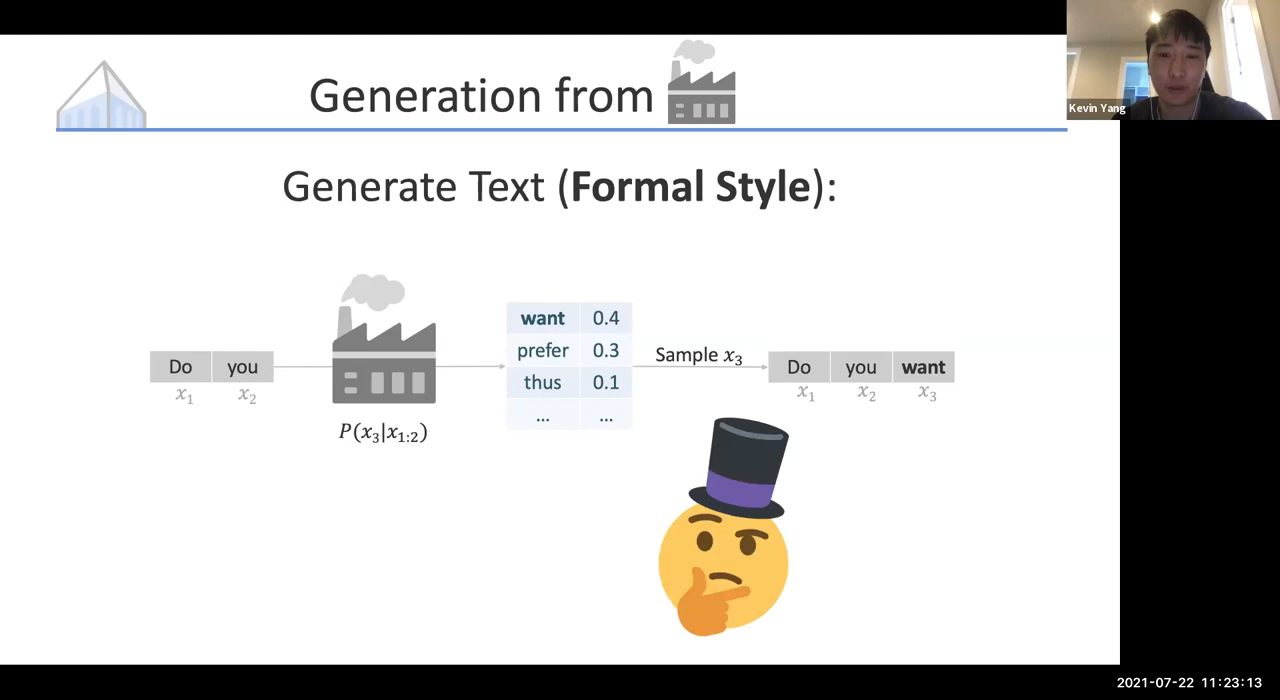 Generation from
Kevin Yang
Generate Text (Formal Style):
Do you
x1 x2
P(x3|x1:2)
want 0.4
prefer 0.3
thus 0.1
... ...
Sample x3
Do you want
x1 x2 x3
2021-07-22 11:23:13